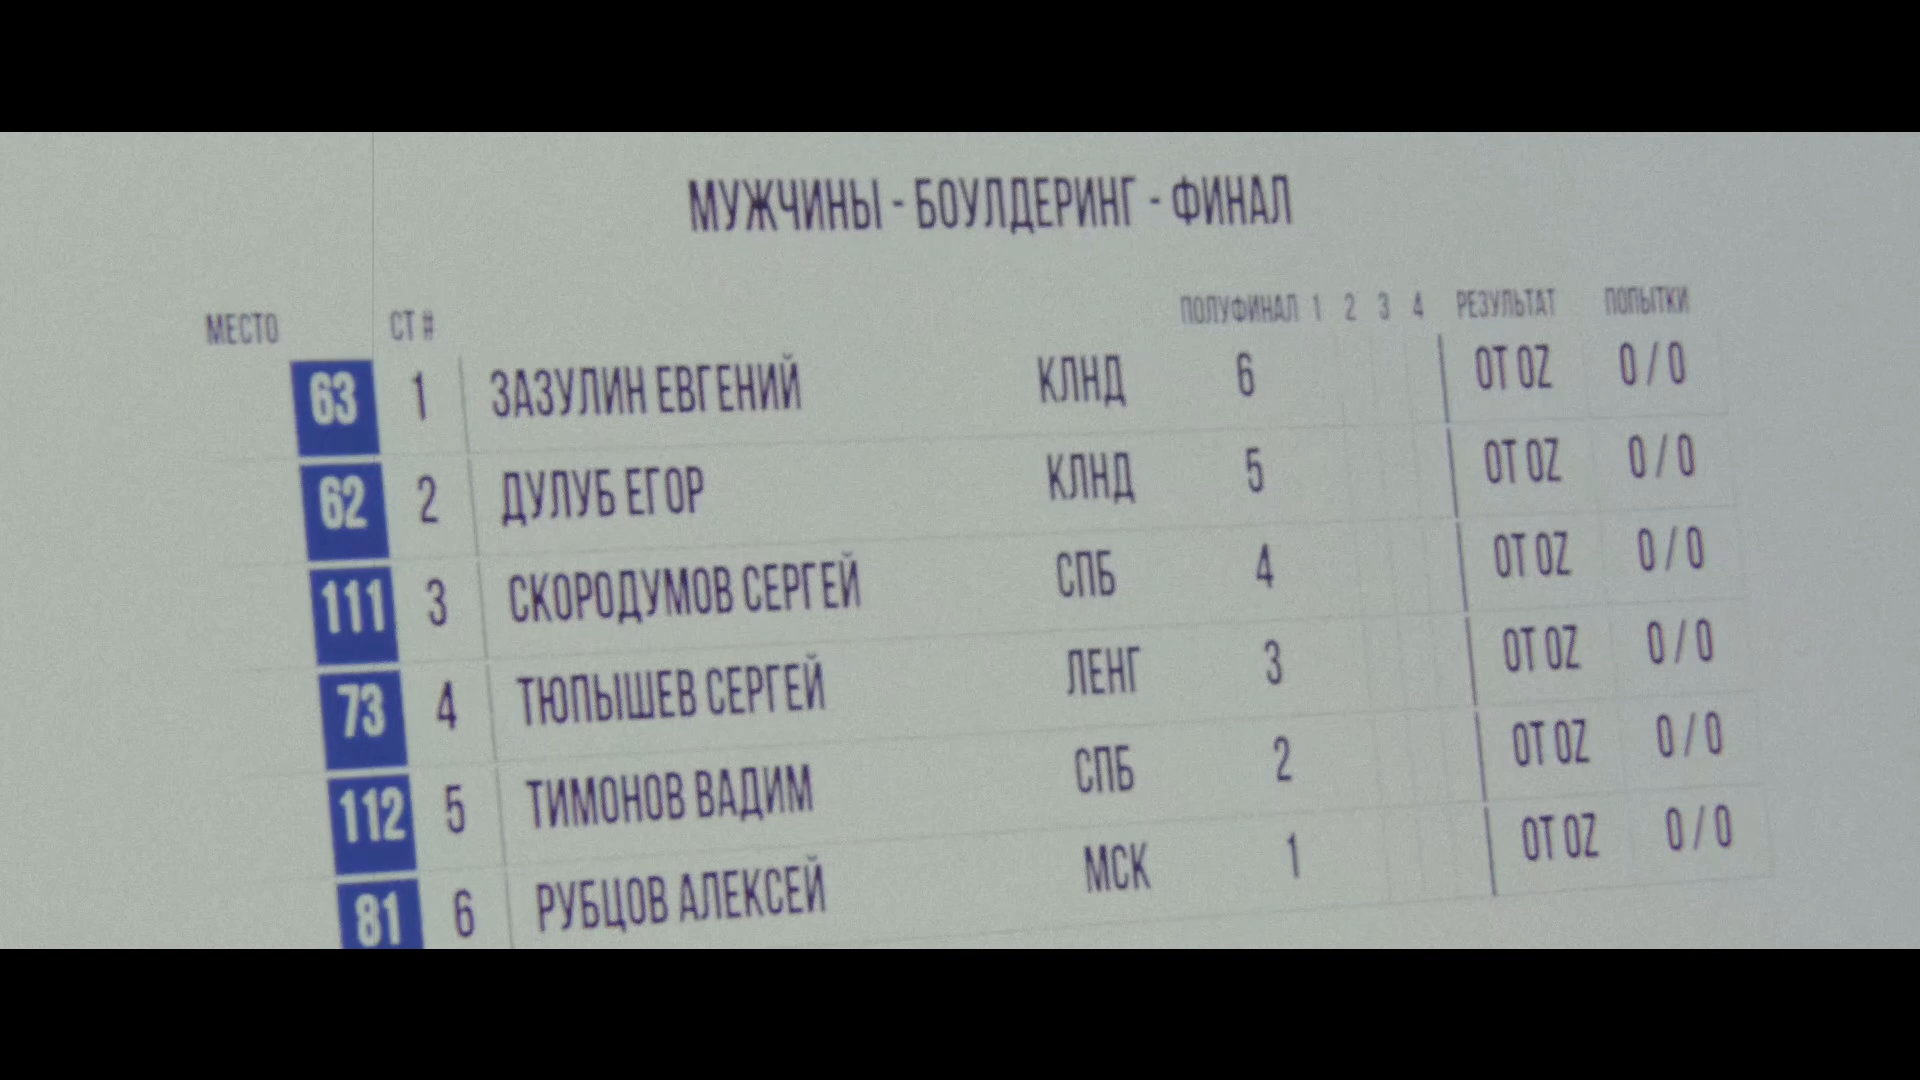 МУЖЧИНЫ - БОУЛДЕРИНГ - ФИНАЛ
МЕСТО СТ # ПОЛУФИНАЛ 1 2 3 4 РЕЗУЛЬТАТ ПОПЫТКИ
63 1 ЗАЗУЛИН ЕВГЕНИЙ КЛНД 6 0T 0Z 0 / 0
62 2 ДУЛУБ ЕГОР КЛНД 5 0T 0Z 0 / 0
111 3 СКОРОДУМОВ СЕРГЕЙ СПБ 4 0T 0Z 0 / 0
73 4 ТЮПЫШЕВ СЕРГЕЙ ЛЕНГ 3 0T 0Z 0 / 0
112 5 ТИМОНОВ ВАДИМ СПБ 2 0T 0Z 0 / 0
81 6 РУБЦОВ АЛЕКСЕЙ МСК 1 0T 0Z 0 / 0